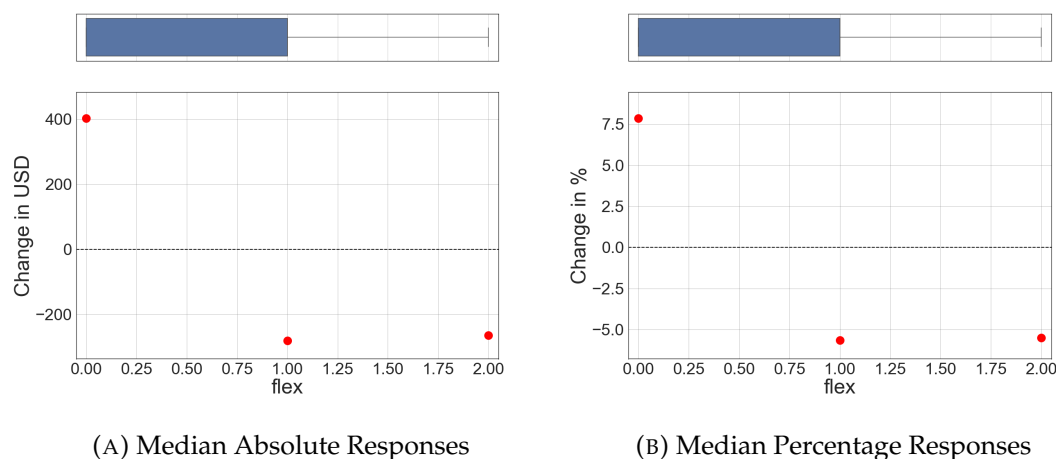 Change in USD
400
200
0
−200
0.00 0.25 0.50 0.75 1.00 1.25 1.50 1.75 2.00
flex
(A) Median Absolute Responses
Change in %
7.5
5.0
2.5
0.0
−2.5
−5.0
0.00 0.25 0.50 0.75 1.00 1.25 1.50 1.75 2.00
flex
(B) Median Percentage Responses